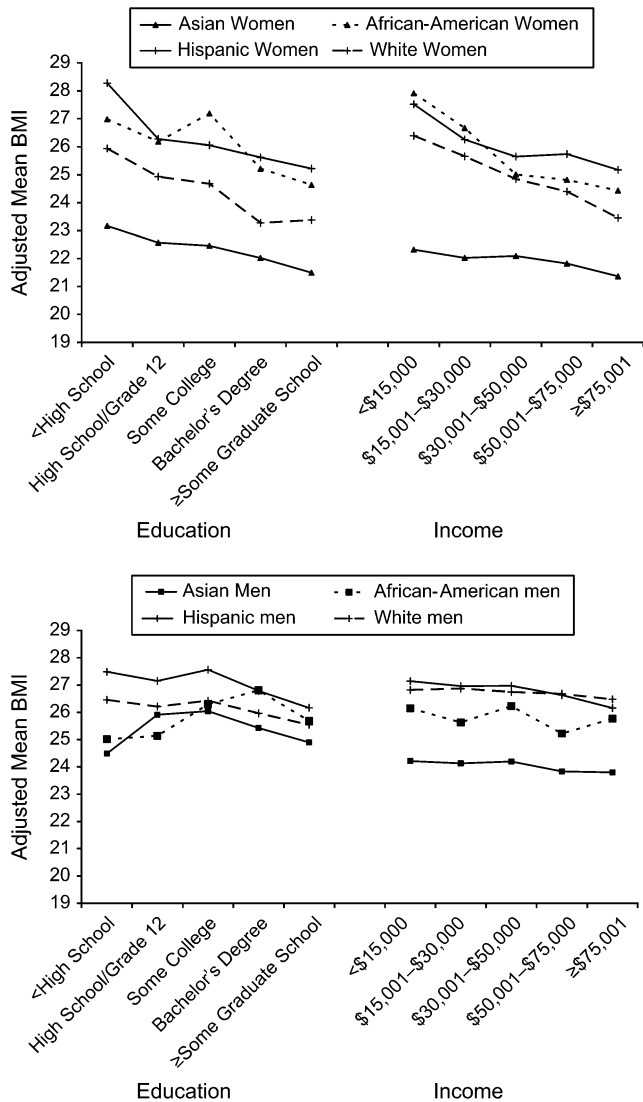 Asian Women African-American Women
Hispanic Women White Women
Adjusted Mean BMI
29
28
27
26
25
24
23
22
21
20
19
<High School
High School/Grade 12
Some College
Bachelor's Degree
≥Some Graduate School
<$15,000
$15,001–$30,000
$30,001–$50,000
$50,001–$75,000
≥$75,001
Education Income
Asian Men African-American men
Hispanic men White men
Adjusted Mean BMI
29
28
27
26
25
24
23
22
21
20
19
<High School
High School/Grade 12
Some College
Bachelor's Degree
≥Some Graduate School
<$15,000
$15,001–$30,000
$30,001–$50,000
$50,001–$75,000
≥$75,001
Education Income